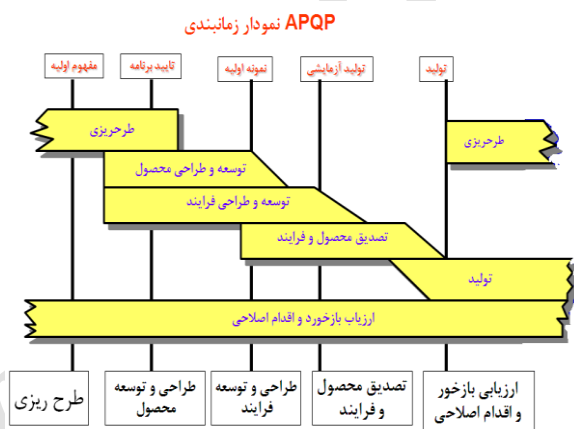 APQP نمودار زمانبندی
مفهوم اولیه
تایید برنامه
نمونه اولیه
تولید آزمایشی
تولید
طرحریزی
طرحریزی
توسعه و طراحی محصول
توسعه و طراحی فرایند
تصدیق محصول و فرایند
تولید
ارزیاب بازخورد و اقدام اصلاحی
طرح ریزی
طراحی و توسعه
محصول
طراحی و توسعه
فرایند
تصدیق محصول
و فرایند
ارزیابی بازخور
و اقدام اصلاحی